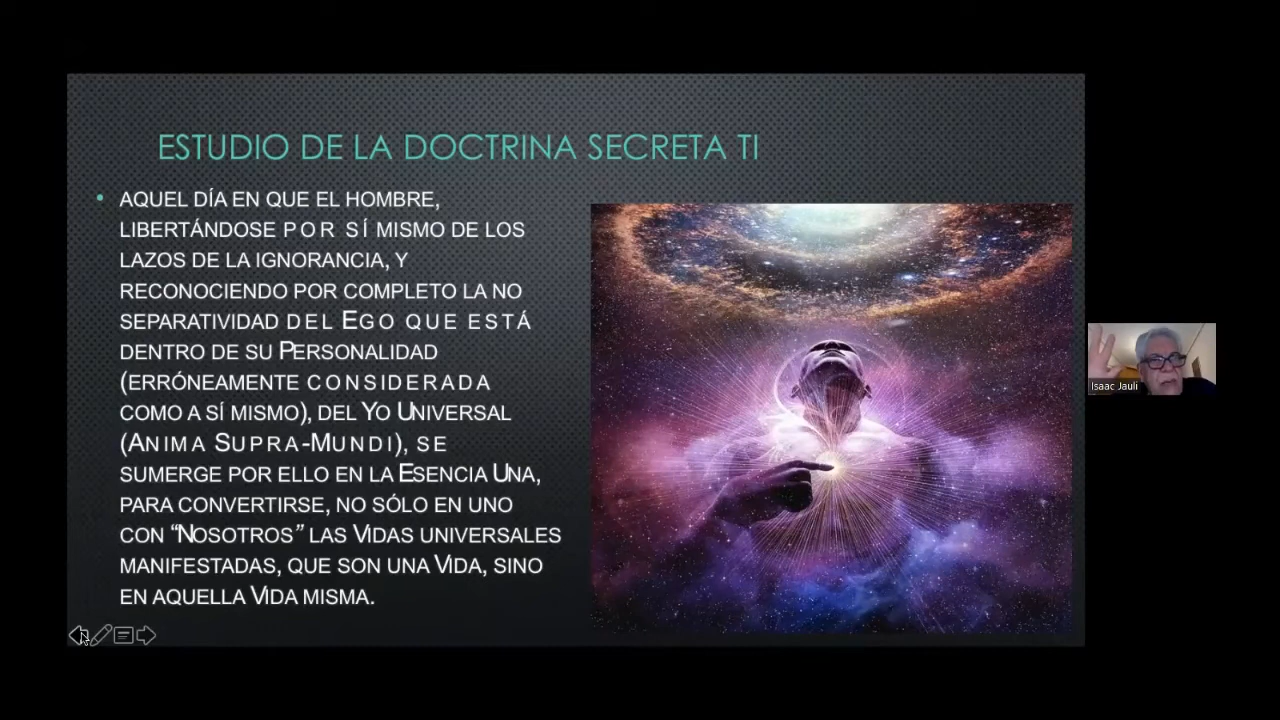 ESTUDIO DE LA DOCTRINA SECRETA TI
• AQUEL DÍA EN QUE EL HOMBRE,
LIBERTÁNDOSE POR SÍ MISMO DE LOS
LAZOS DE LA IGNORANCIA, Y
RECONOCIENDO POR COMPLETO LA NO
SEPARATIVIDAD DEL EGO QUE ESTÁ
DENTRO DE SU PERSONALIDAD
(ERRÓNEAMENTE CONSIDERADA
COMO A SÍ MISMO), DEL YO UNIVERSAL
(ANIMA SUPRA-MUNDI), SE
SUMERGE POR ELLO EN LA ESENCIA UNA,
PARA CONVERTIRSE, NO SÓLO EN UNO
CON “NOSOTROS” LAS VIDAS UNIVERSALES
MANIFESTADAS, QUE SON UNA VIDA, SINO
EN AQUELLA VIDA MISMA.
Isaac Jauli